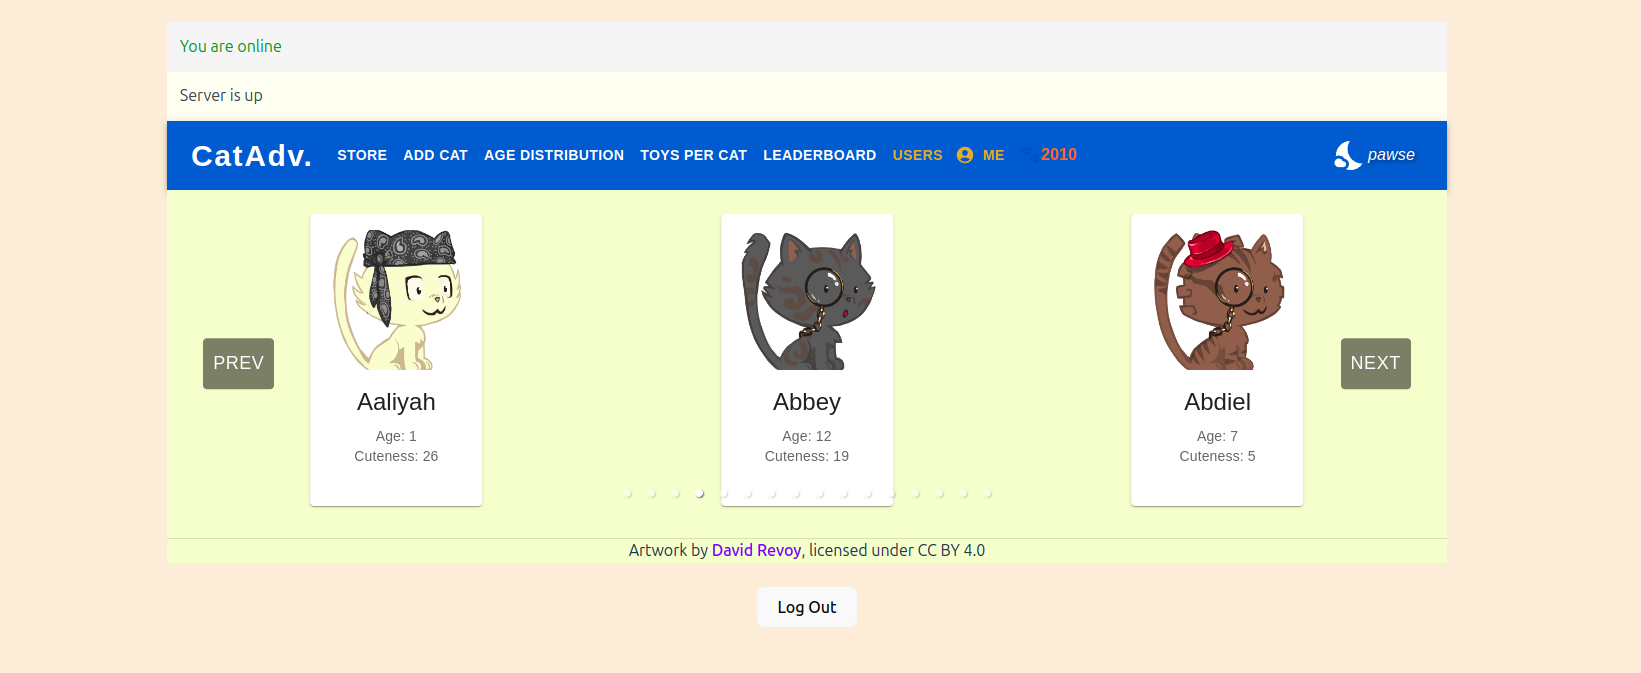 You are online
Server is up
CatAdv. STORE ADD CAT AGE DISTRIBUTION TOYS PER CAT LEADERBOARD USERS ME 2010 pawse
PREV
NEXT
Aaliyah
Age: 1
Cuteness: 26
Abbey
Age: 12
Cuteness: 19
Abdiel
Age: 7
Cuteness: 5
Artwork by David Revoy, licensed under CC BY 4.0
Log Out